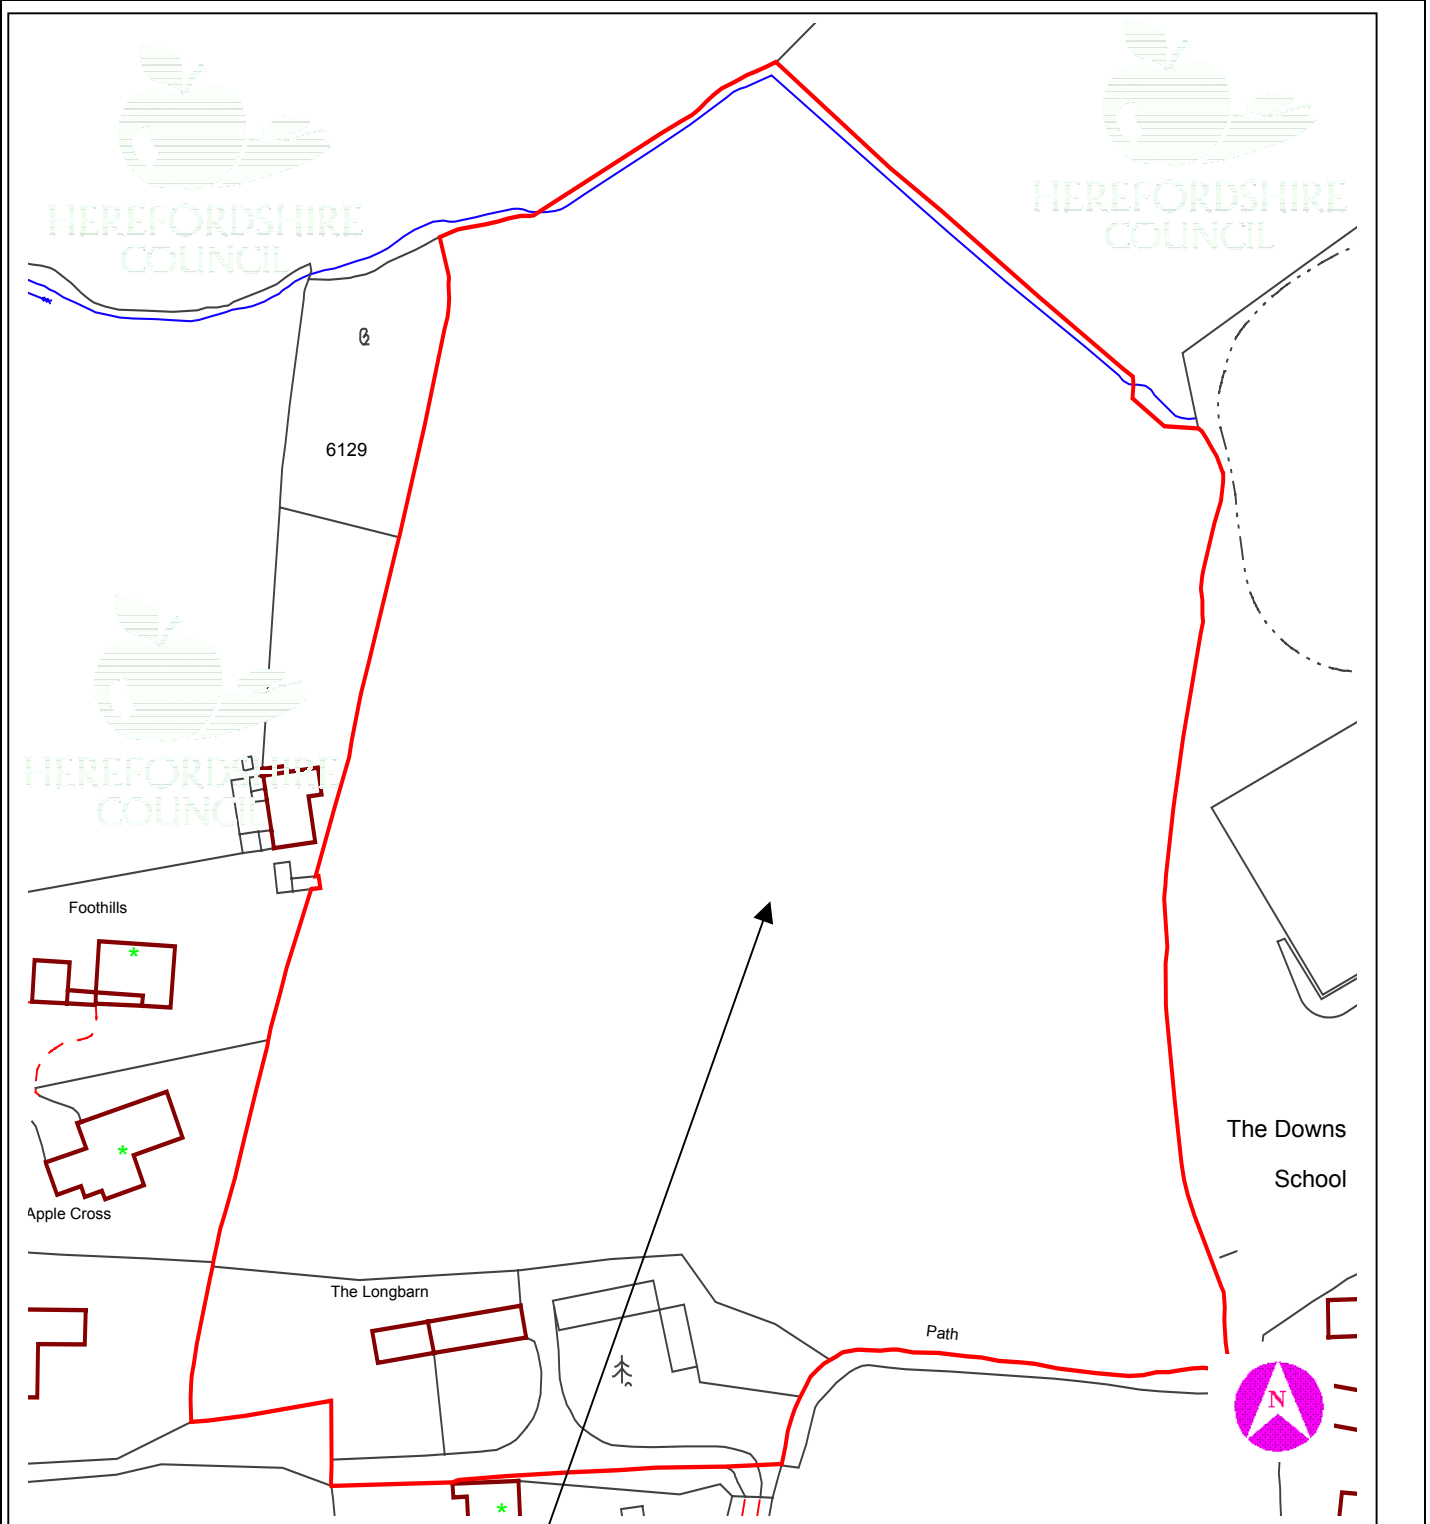 HEREFORDSHIRE
COUNCIL
HEREFORDSHIRE
COUNCIL
6129
HEREFORDSHIRE
COUNCIL
Foothills
The Downs
School
Apple Cross
The Longbarn
Path
N